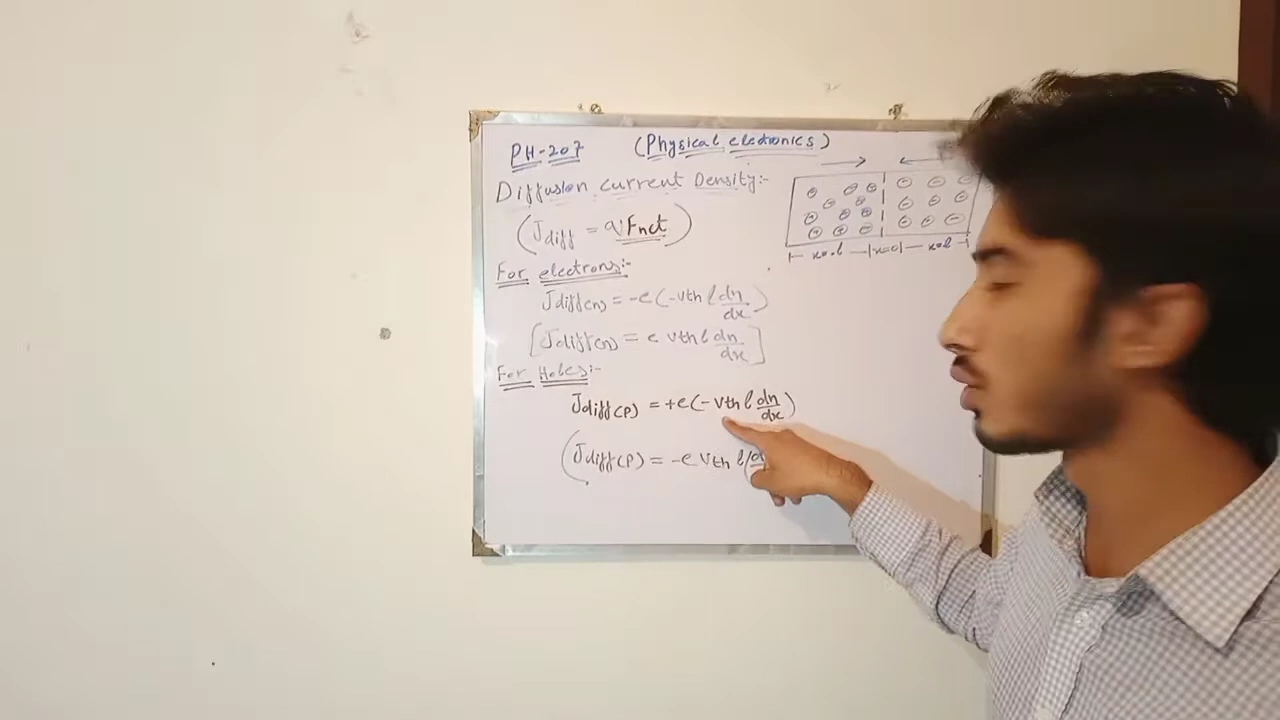 PH-207 (Physical electronics)
Diffusion current Density:-
(Jdiff = qFnet)
For electrons:-
Jdiff(n) = -e(-vth l dn/dx)
[Jdiff(n) = e vth l dn/dx]
For Holes:-
Jdiff(P) = +e(-Vth l dn/dx)
(Jdiff(P) = -e Vth l
x=-l x=0 x=l